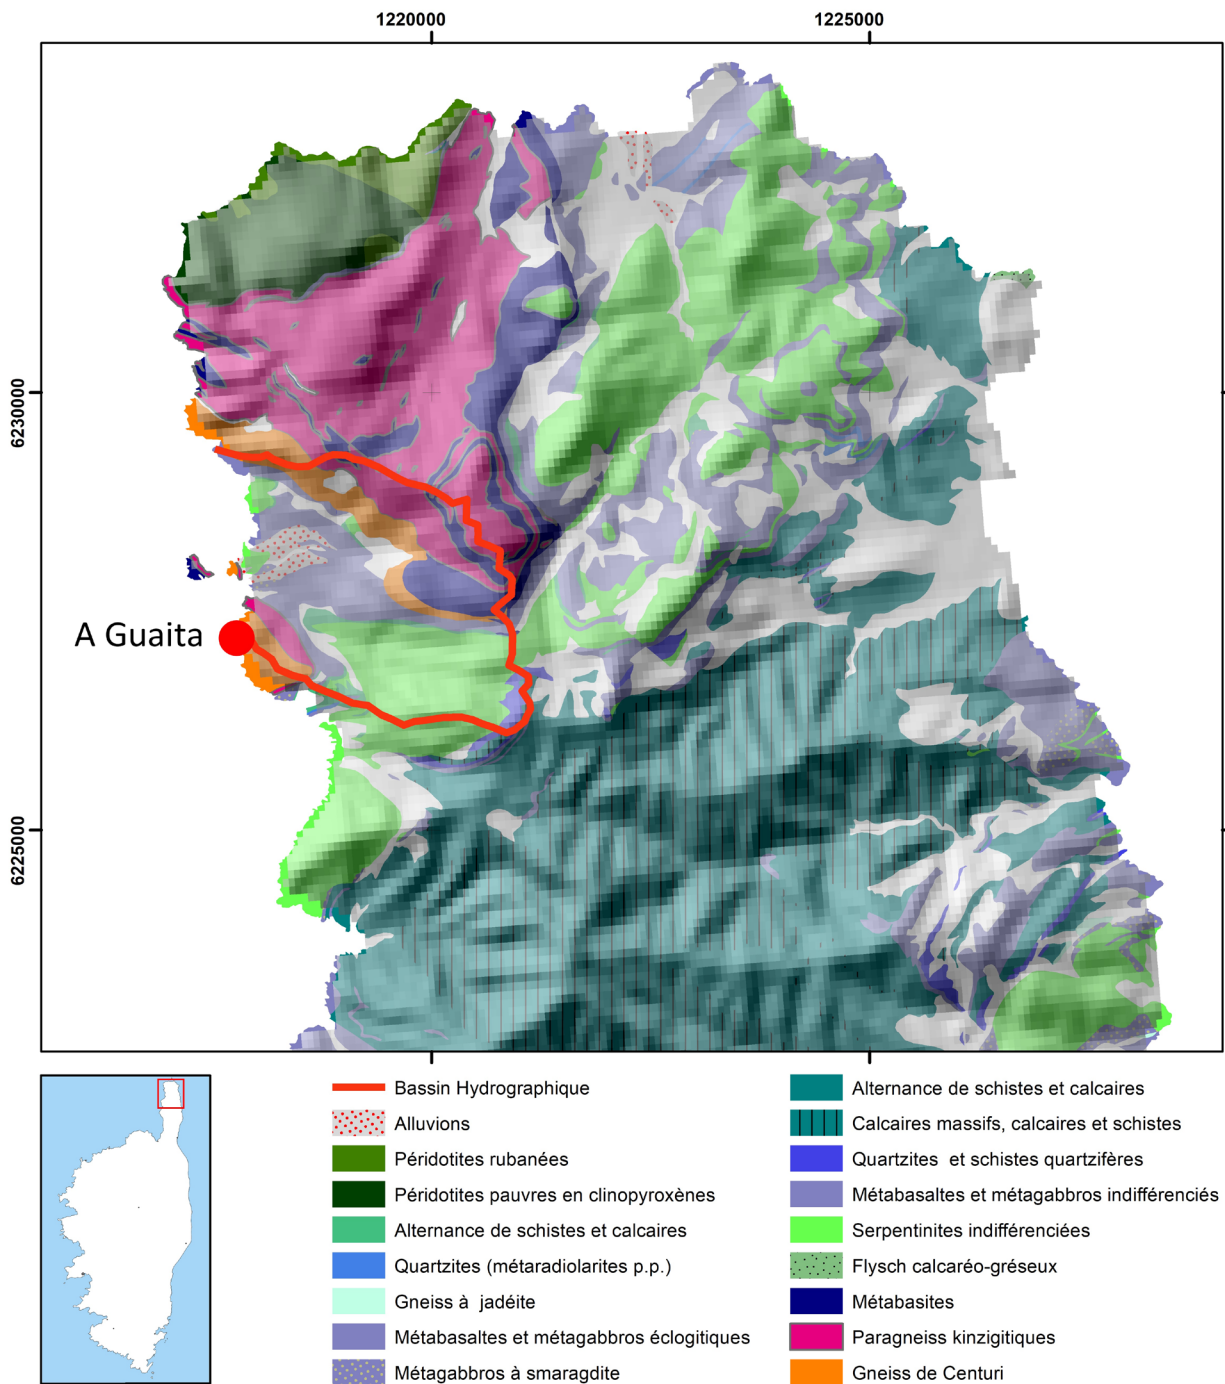 1220000
1225000
6230000
6225000
A Guaita
Bassin Hydrographique
Alluvions
Péridotites rubanées
Péridotites pauvres en clinopyroxènes
Alternance de schistes et calcaires
Quartzites (métaradiolarites p.p.)
Gneiss à jadéite
Métabasaltes et métagabbros éclogitiques
Métagabbros à smaragdite
Alternance de schistes et calcaires
Calcaires massifs, calcaires et schistes
Quartzites et schistes quartzifères
Métabasaltes et métagabbros indifférenciés
Serpentinites indifférenciées
Flysch calcaréo-gréseux
Métabasites
Paragneiss kinzigitiques
Gneiss de Centuri